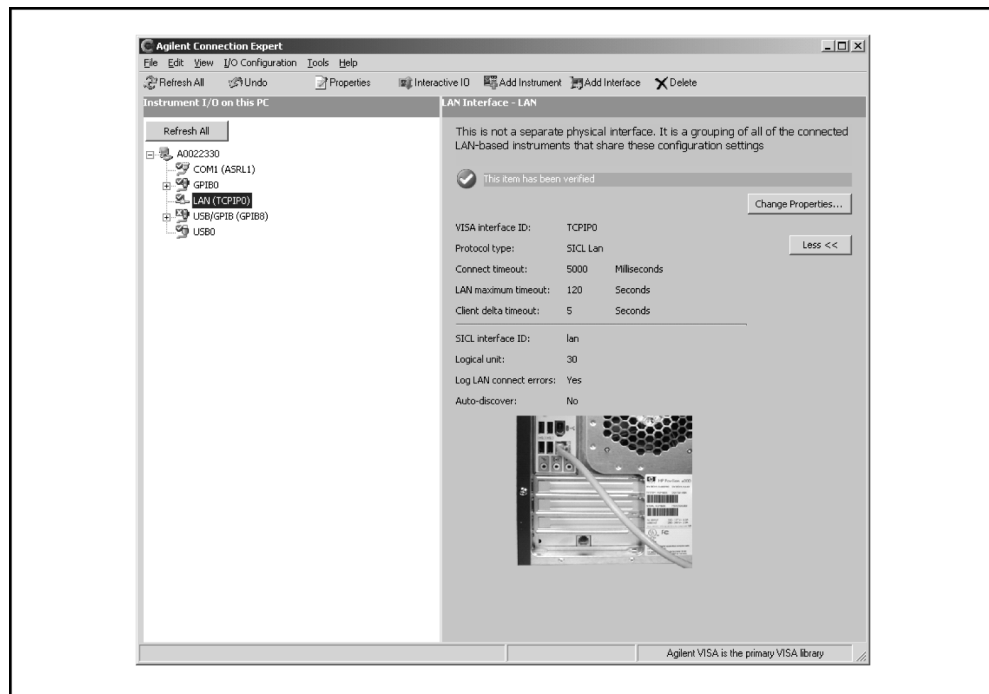 Agilent Connection Expert
File Edit View I/O Configuration Tools Help
Refresh All Undo Properties Interactive IO Add Instrument Add Interface Delete
Instrument I/O on this PC
LAN Interface - LAN
Refresh All
A0022330
COM1 (ASRL1)
GPIB0
LAN (TCPIP0)
USB/GPIB (GPIB8)
USB0
This is not a separate physical interface. It is a grouping of all of the connected
LAN-based instruments that share these configuration settings
This item has been verified
Change Properties...
VISA interface ID: TCPIP0
Protocol type: SICL Lan
Less <<
Connect timeout: 5000 Milliseconds
LAN maximum timeout: 120 Seconds
Client delta timeout: 5 Seconds
SICL interface ID: lan
Logical unit: 30
Log LAN connect errors: Yes
Auto-discover: No
Agilent VISA is the primary VISA library